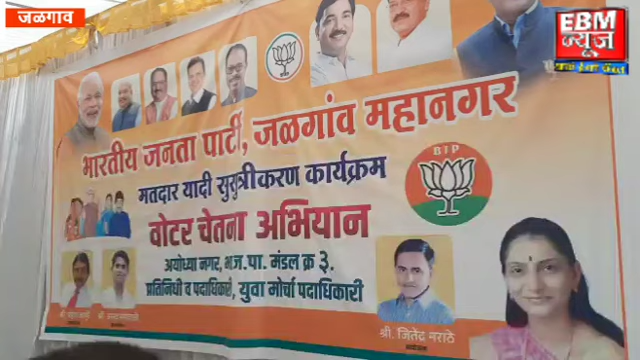 जळगाव
EBM
न्यूज
भारतीय जनता पार्टी, जळगांव महानगर
मतदार यादी सुसुत्रीकरण कार्यक्रम
वोटर चेतना अभियान
BJP
अयोध्या नगर, भ.ज.पा. मंडल क्र ३.
प्रतिनिधी व पदाधिकारी, युवा मोर्चा पदाधिकारी
श्री. जितेंद्र नराठे